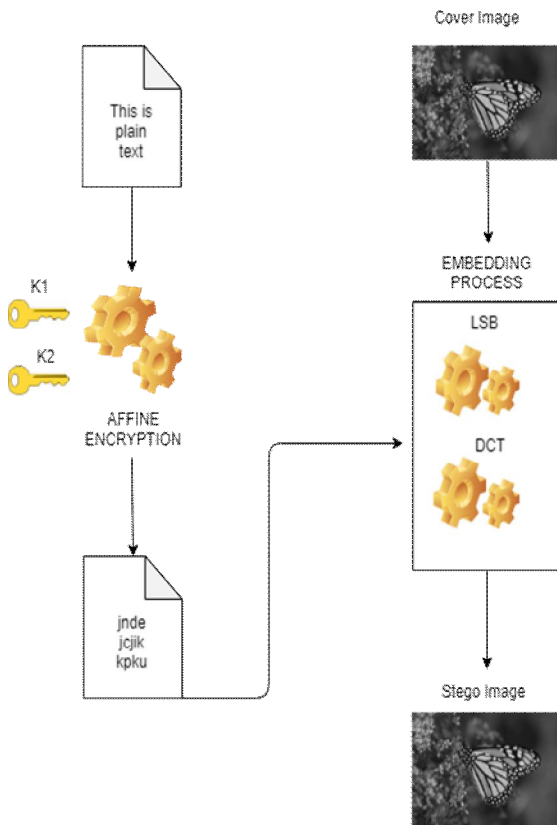 This is
plain
text
K1
K2
AFFINE
ENCRYPTION
jnde
jcjik
kpku
Cover Image
EMBEDDING
PROCESS
LSB
DCT
Stego Image